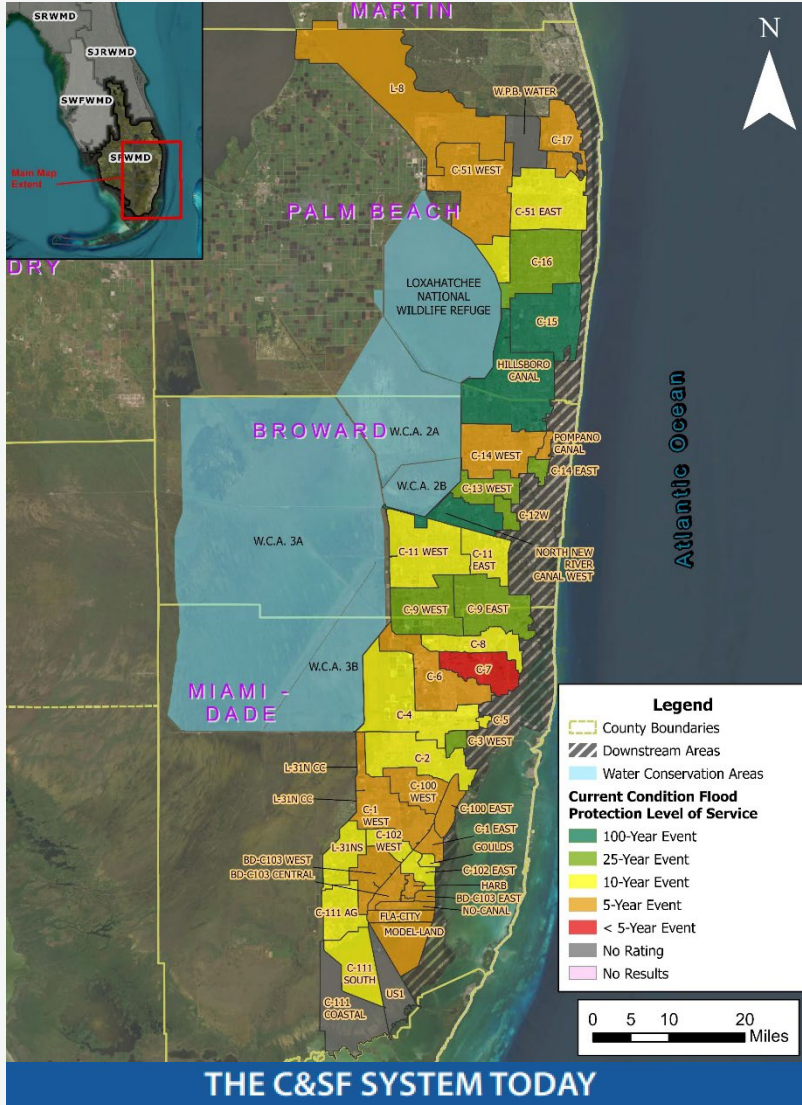 MARTIN
SRWMD
SJRWMD
SWFWMD
SFWMD
Main Map
Extent
N
L-8
W.P.B. WATER
C-17
C-51 WEST
PALM BEACH
C-51 EAST
DRY
C-16
LOXAHATCHEE
NATIONAL
WILDLIFE REFUGE
C-15
HILLSBORO
CANAL
BROWARD
W.C.A. 2A
POMPANO
CANAL
C-14 WEST
C-14 EAST
W.C.A. 2B
C-13 WEST
C-12W
W.C.A. 3A
NORTH NEW
RIVER
CANAL WEST
C-11 WEST
C-11
EAST
C-9 WEST
C-9 EAST
C-8
W.C.A. 3B
C-7
C-6
MIAMI -
DADE
C-4
C-5
C-3 WEST
C-2
L-31N CC
L-31N CC
C-100
WEST
C-1
WEST
C-100 EAST
C-102
WEST
C-1 EAST
L-31NS
GOULDS
BD-C103 WEST
C-102 EAST
BD-C103 CENTRAL
HARB
BD-C103 EAST
C-111 AG
NO-CANAL
FLA-CITY
MODEL-LAND
C-111
SOUTH
US1
C-111
COASTAL
Atlantic Ocean
Legend
County Boundaries
Downstream Areas
Water Conservation Areas
Current Condition Flood
Protection Level of Service
100-Year Event
25-Year Event
10-Year Event
5-Year Event
< 5-Year Event
No Rating
No Results
0 5 10 20
Miles
THE C&SF SYSTEM TODAY